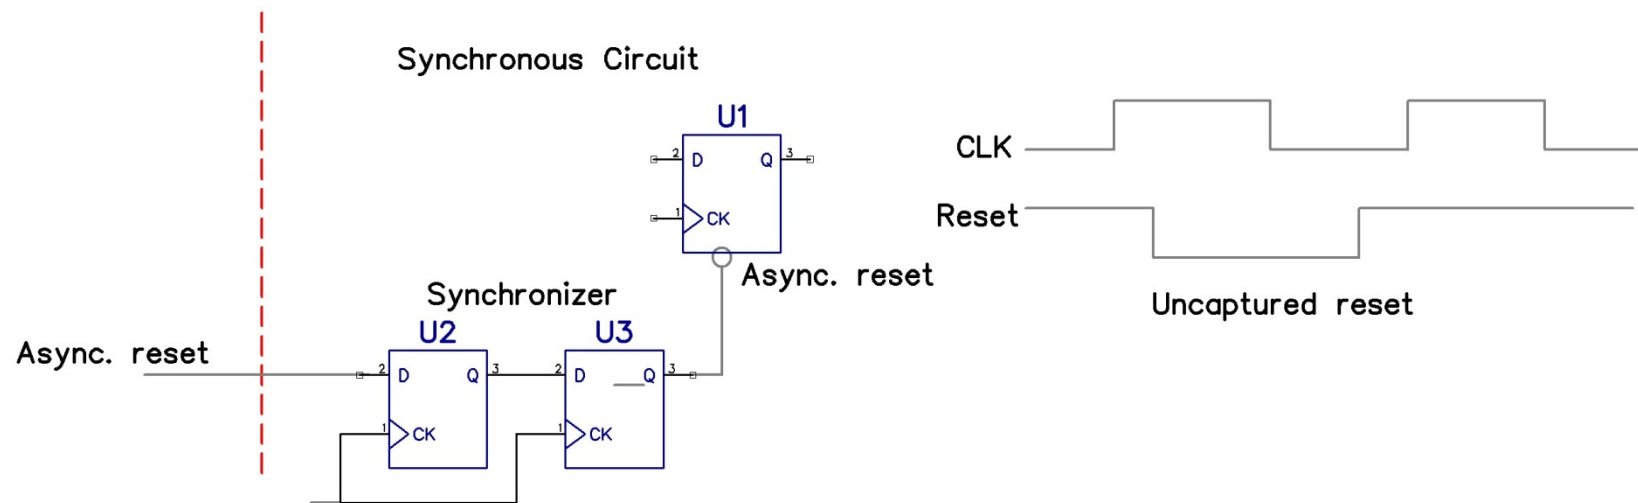 Synchronous Circuit
U1
2 D Q 3
1 CK
Async. reset
Synchronizer
U2
U3
Async. reset
2 D Q 3
2 D Q 3
1 CK
1 CK
CLK
Reset
Uncaptured reset